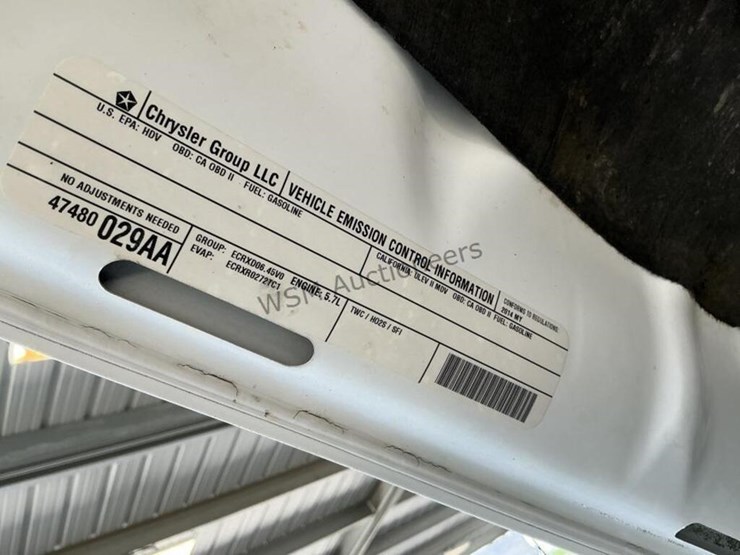 Chrysler Group LLC VEHICLE EMISSION CONTROL INFORMATION CONFORMS TO REGULATIONS:
2014 MY
U.S. EPA: HDV OBD: CA OBD II FUEL: GASOLINE
CALIFORNIA: ULEV II MDV OBD: CA OBD II FUEL: GASOLINE
NO ADJUSTMENTS NEEDED
47480 029AA
GROUP: ECRXD06.45V0 ENGINE: 5.7L
EVAP: ECRXR0272TC1
TWC / HO2S / SFI
WSM Auctioneers